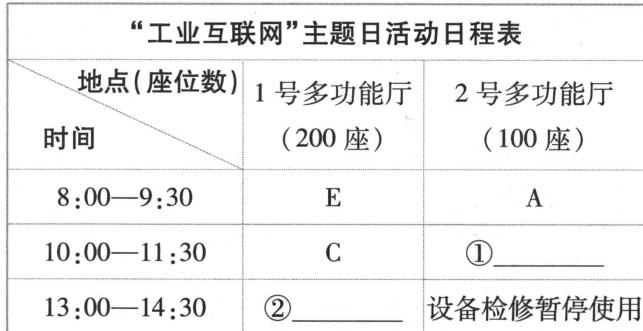 “工业互联网”主题日活动日程表
地点(座位数)
时间
1号多功能厅
(200座)
2号多功能厅
(100座)
8:00—9:30 E A
10:00—11:30 C ①________
13:00—14:30 ②________ 设备检修暂停使用